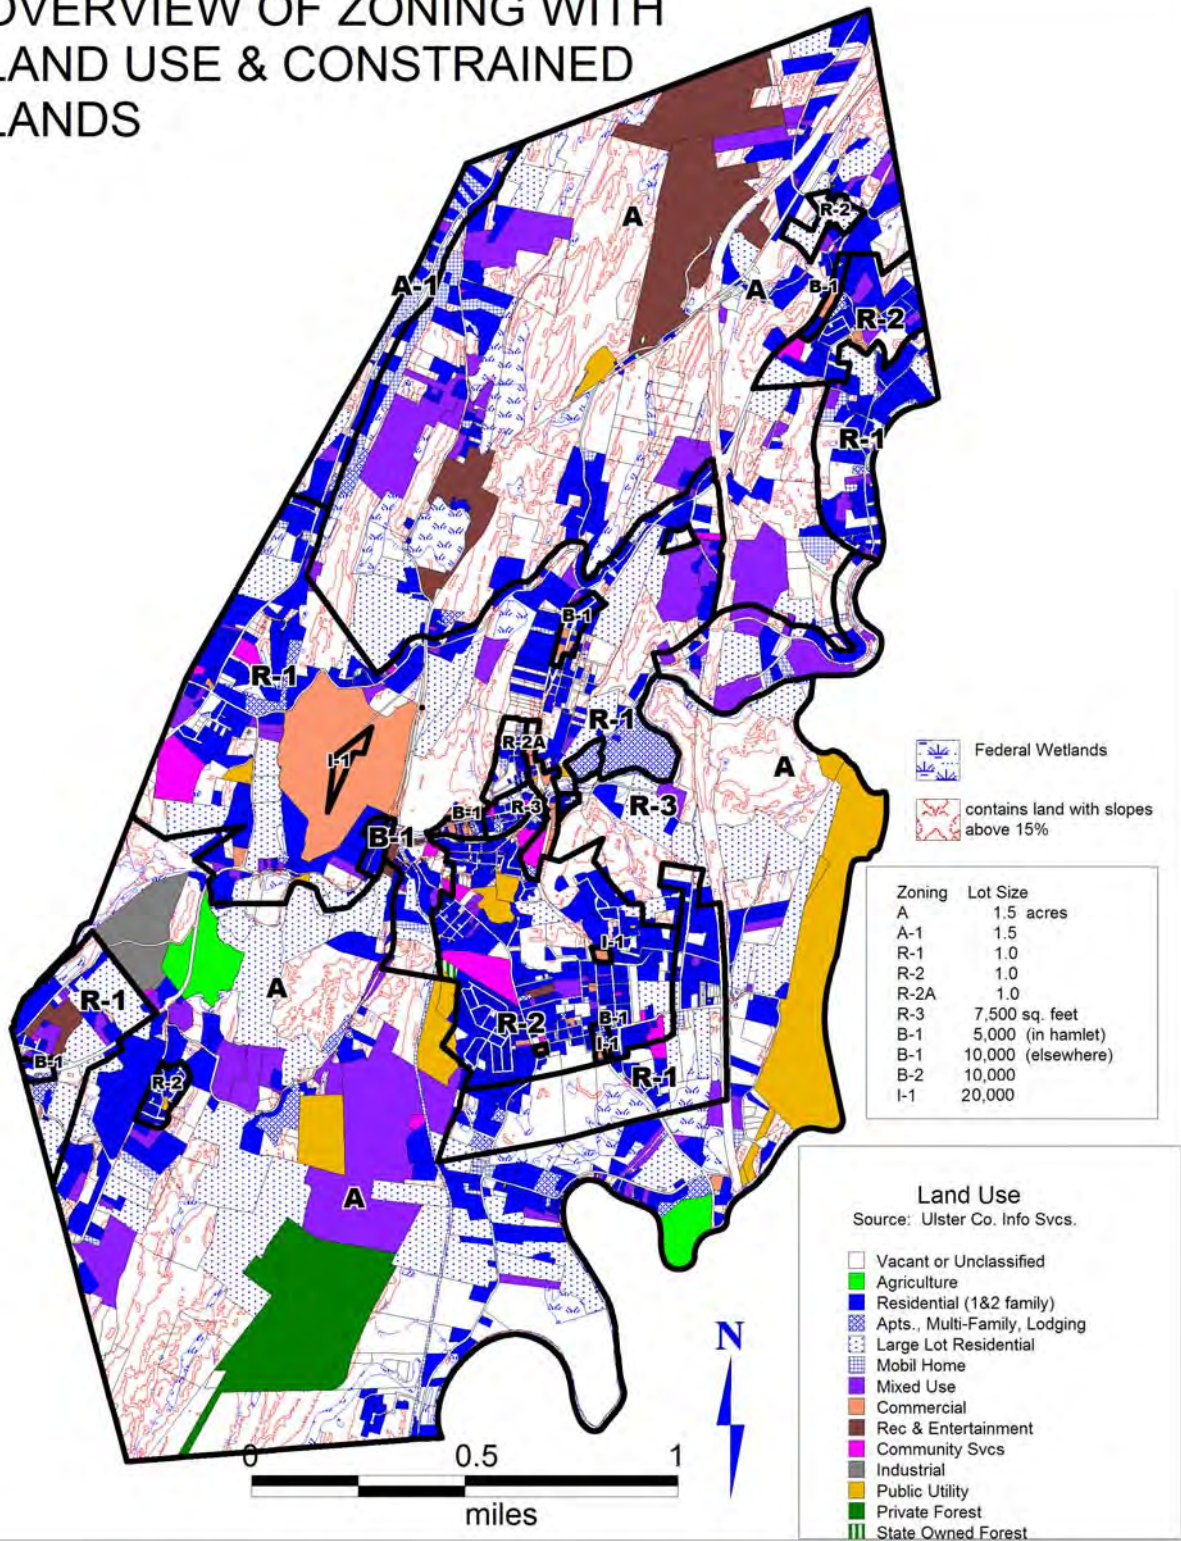 OVERVIEW OF ZONING WITH
LAND USE & CONSTRAINED
LANDS
R-2
A
A-1
A
B-1
R-2
R-1
B-1
R-1
R-1
R-2A
I-1
A
R-3
B-1
R-3
B-1
I-1
A
R-1
R-2
B-1
I-1
B-1
R-2
R-1
A
Federal Wetlands
contains land with slopes
above 15%
Zoning Lot Size
A 1.5 acres
A-1 1.5
R-1 1.0
R-2 1.0
R-2A 1.0
R-3 7,500 sq. feet
B-1 5,000 (in hamlet)
B-1 10,000 (elsewhere)
B-2 10,000
I-1 20,000
Land Use
Source: Ulster Co. Info Svcs.
Vacant or Unclassified
Agriculture
Residential (1&2 family)
Apts., Multi-Family, Lodging
Large Lot Residential
Mobil Home
Mixed Use
Commercial
Rec & Entertainment
Community Svcs
Industrial
Public Utility
Private Forest
State Owned Forest
N
0 0.5 1
miles